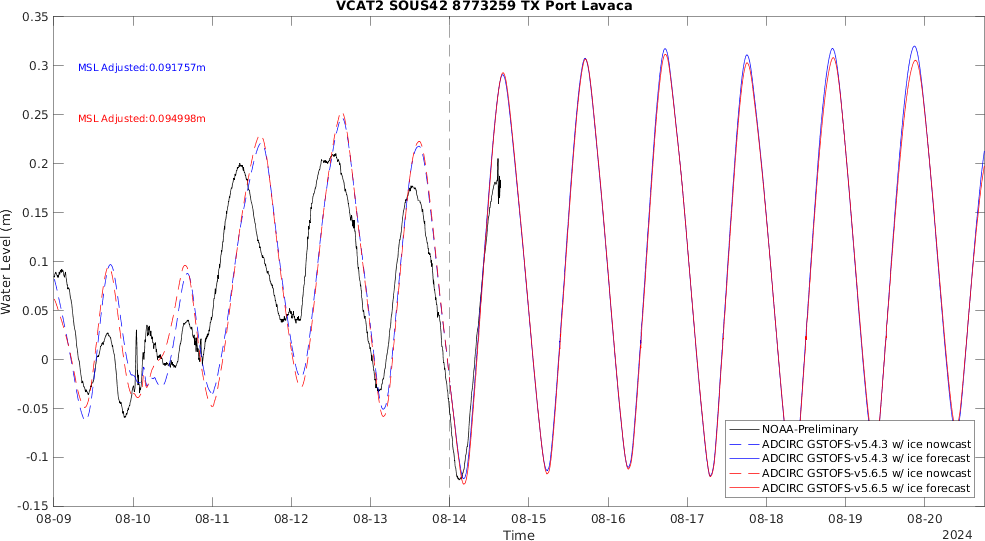 VCAT2 SOUS42 8773259 TX Port Lavaca
0.35
0.3
0.25
0.2
0.15
0.1
0.05
0
-0.05
-0.1
-0.15
Water Level (m)
MSL Adjusted:0.091757m
MSL Adjusted:0.094998m
NOAA-Preliminary
ADCIRC GSTOFS-v5.4.3 w/ ice nowcast
ADCIRC GSTOFS-v5.4.3 w/ ice forecast
ADCIRC GSTOFS-v5.6.5 w/ ice nowcast
ADCIRC GSTOFS-v5.6.5 w/ ice forecast
08-09 08-10 08-11 08-12 08-13 08-14 08-15 08-16 08-17 08-18 08-19 08-20
Time
2024